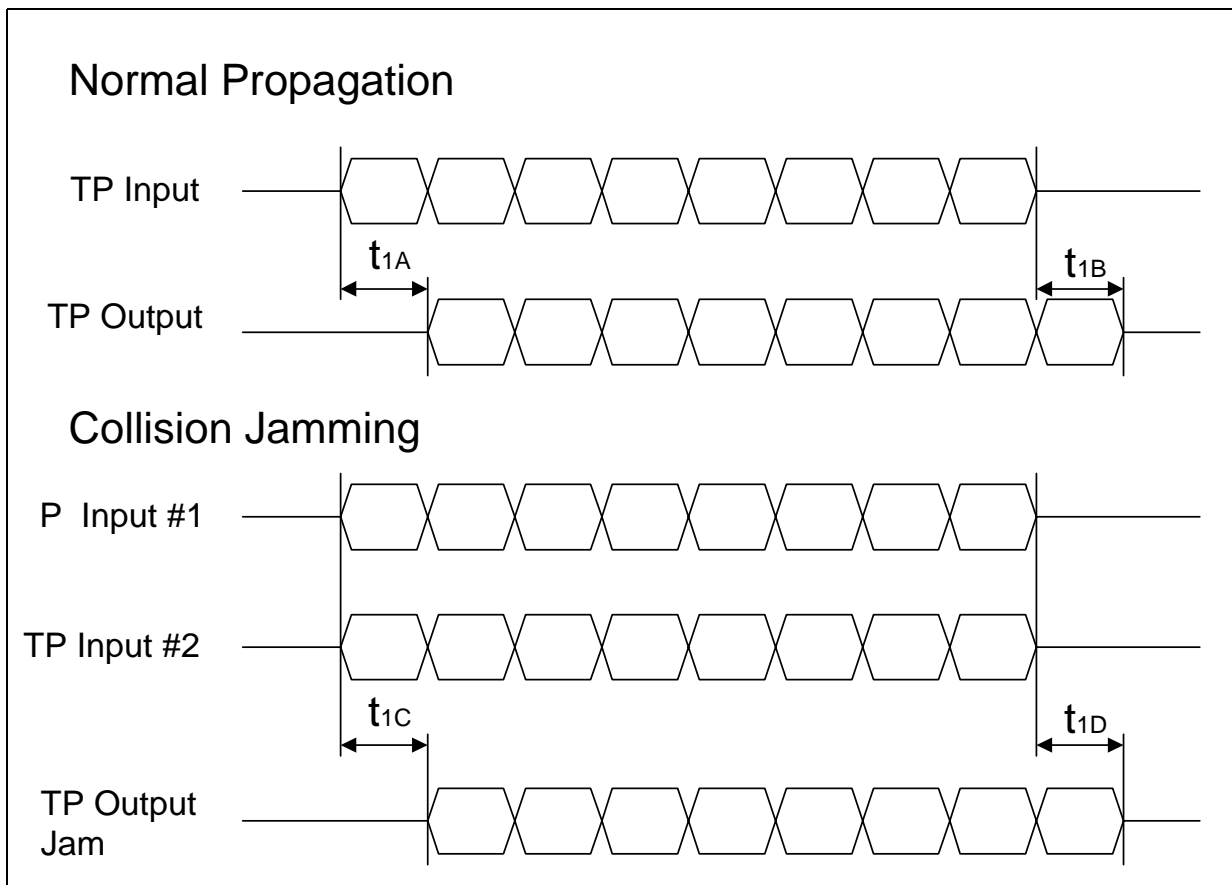 Normal Propagation
TP Input
t1A
t1B
TP Output
Collision Jamming
P Input #1
TP Input #2
t1C
t1D
TP Output
Jam